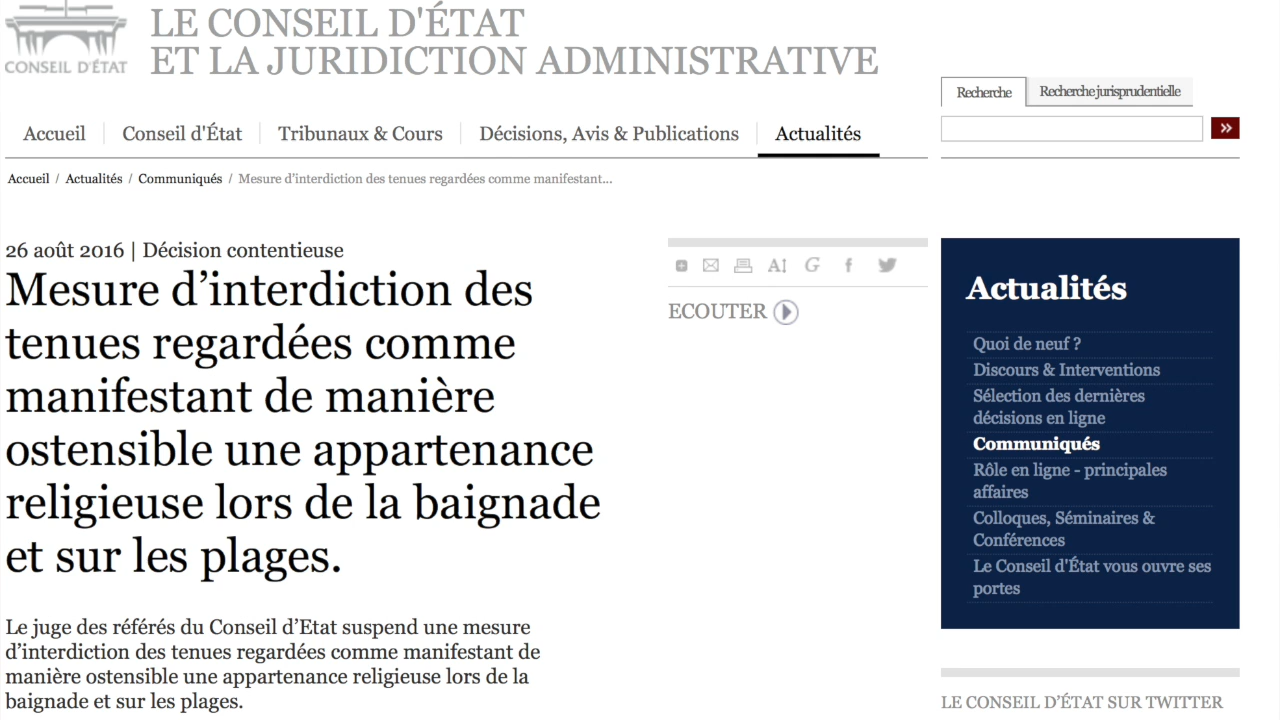 CONSEIL D'ÉTAT
LE CONSEIL D'ÉTAT
ET LA JURIDICTION ADMINISTRATIVE
Recherche
Recherche jurisprudentielle
Accueil
Conseil d'État
Tribunaux & Cours
Décisions, Avis & Publications
Actualités
Accueil / Actualités / Communiqués / Mesure d'interdiction des tenues regardées comme manifestant...
26 août 2016 | Décision contentieuse
Mesure d’interdiction des
tenues regardées comme
manifestant de manière
ostensible une appartenance
religieuse lors de la baignade
et sur les plages.
Le juge des référés du Conseil d’Etat suspend une mesure
d’interdiction des tenues regardées comme manifestant de
manière ostensible une appartenance religieuse lors de la
baignade et sur les plages.
ECOUTER
Actualités
Quoi de neuf ?
Discours & Interventions
Sélection des dernières
décisions en ligne
Communiqués
Rôle en ligne - principales
affaires
Colloques, Séminaires &
Conférences
Le Conseil d'État vous ouvre ses
portes
LE CONSEIL D’ÉTAT SUR TWITTER